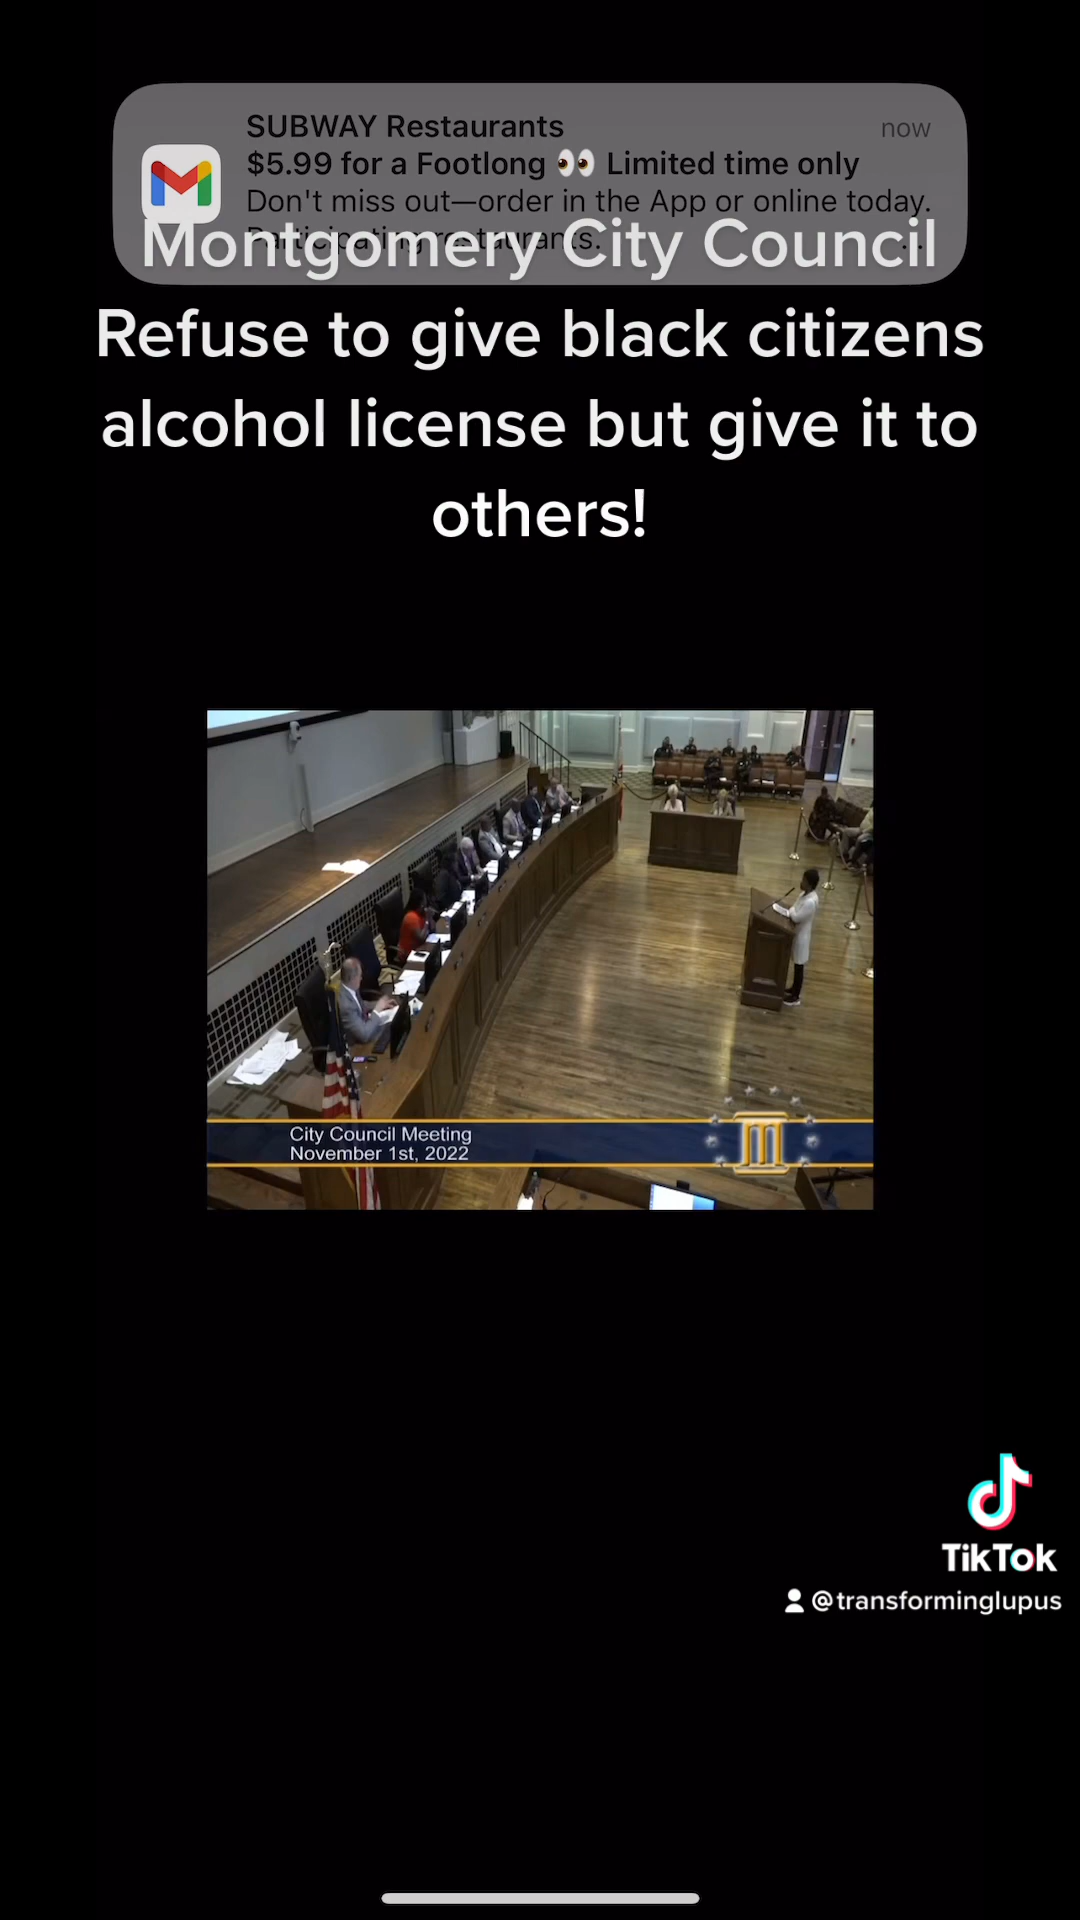 SUBWAY Restaurants
now
$5.99 for a Footlong 👀 Limited time only
Don't miss out—order in the App or online today.
Participating restaurants. ...
Montgomery City Council
Refuse to give black citizens
alcohol license but give it to
others!
City Council Meeting
November 1st, 2022
TikTok
@transforminglupus